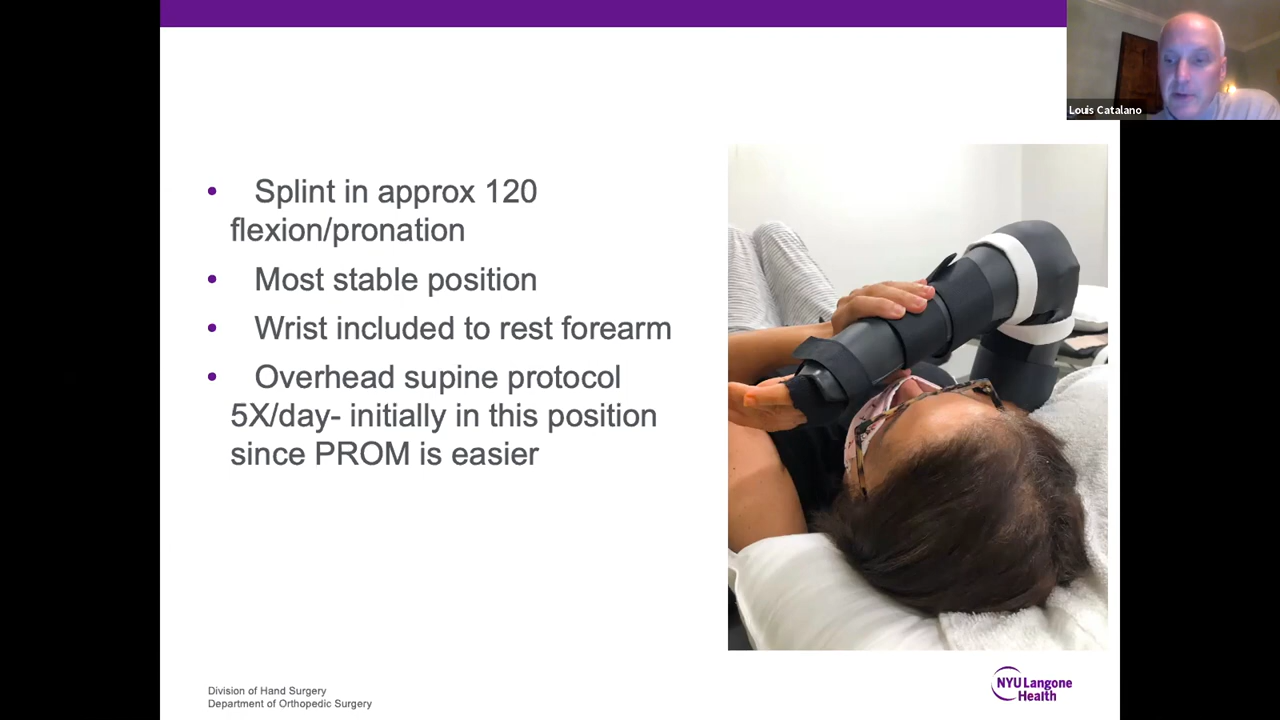 Louis Catalano
• Splint in approx 120
flexion/pronation
• Most stable position
• Wrist included to rest forearm
• Overhead supine protocol
5X/day- initially in this position
since PROM is easier
Division of Hand Surgery
Department of Orthopedic Surgery
NYU Langone
Health